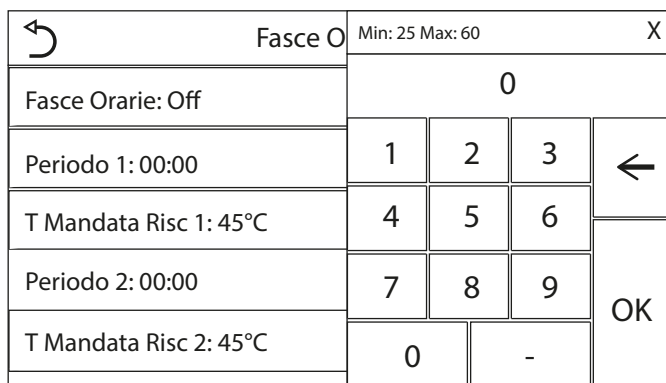 Fasce O
Fasce Orarie: Off
Periodo 1: 00:00
T Mandata Risc 1: 45°C
Periodo 2: 00:00
T Mandata Risc 2: 45°C
Min: 25 Max: 60 X
0
1 2 3 ←
4 5 6
7 8 9 OK
0 -